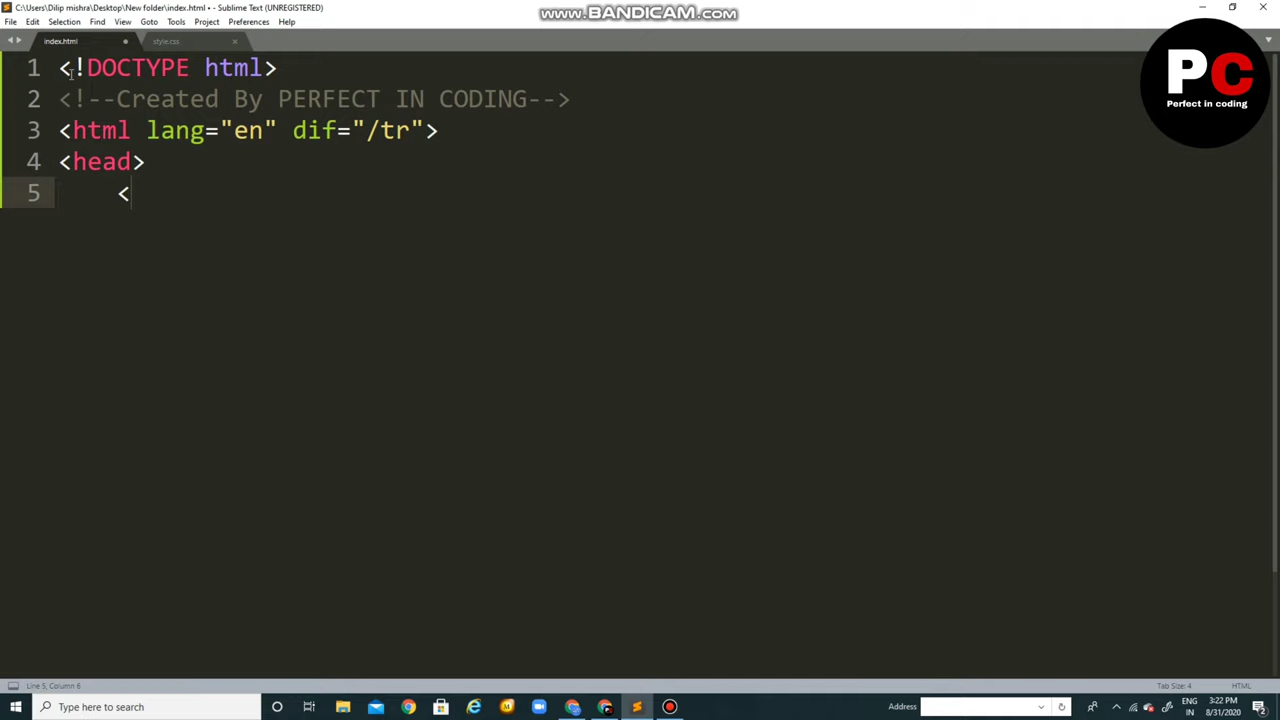 C:\Users\Dilip mishra\Desktop\New folder\index.html • - Sublime Text (UNREGISTERED)
www.BANDICAM.com
File Edit Selection Find View Goto Tools Project Preferences Help
index.html style.css
1 <!DOCTYPE html>
2 <!--Created By PERFECT IN CODING-->
3 <html lang="en" dif="/tr">
4 <head>
5 <
PC
Perfect in coding
Line 5, Column 6 Tab Size: 4 HTML
Type here to search Address ENG 3:22 PM
IN 8/31/2020 2